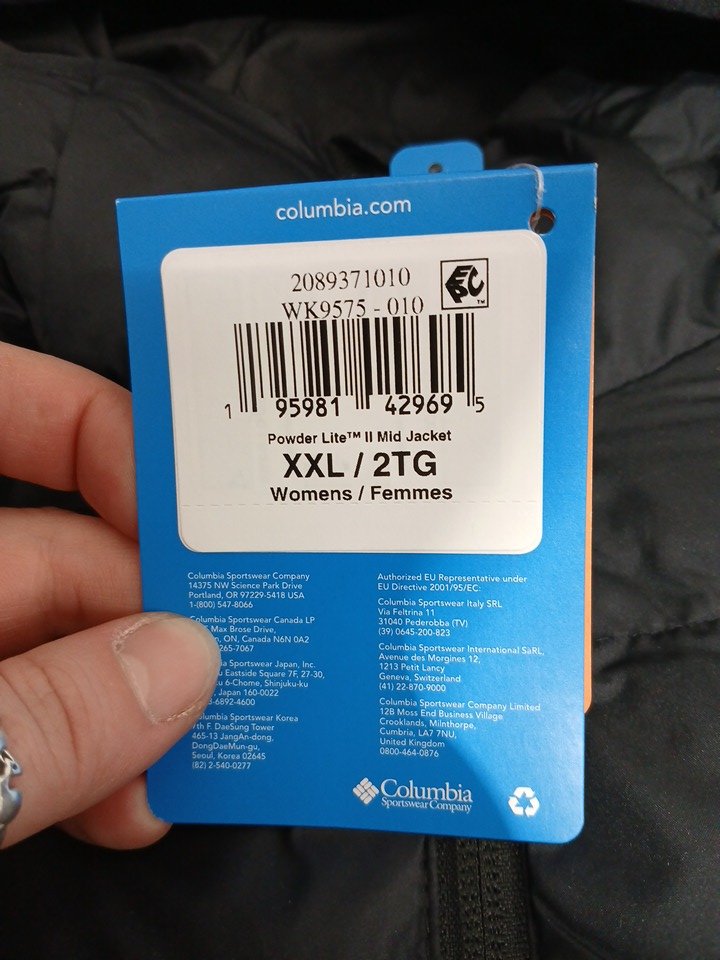 columbia.com
2089371010
EPC™
WK9575 - 010
1 95981 42969 5
Powder Lite™ II Mid Jacket
XXL / 2TG
Womens / Femmes
Columbia Sportswear Company
14375 NW Science Park Drive
Portland, OR 97229-5418 USA
1-(800) 547-8066
Columbia Sportswear Canada LP
Max Brose Drive,
ON, Canada N6N 0A2
265-7067
Sportswear Japan, Inc.
Eastside Square 7F, 27-30,
6-Chome, Shinjuku-ku
Japan 160-0022
-6892-4600
Sportswear Korea
7th F. DaeSung Tower
465-13 JangAn-dong,
DongDaeMun-gu,
Seoul, Korea 02645
(82) 2-540-0277
Authorized EU Representative under
EU Directive 2001/95/EC:
Columbia Sportswear Italy SRL
Via Feltrina 11
31040 Pederobba (TV)
(39) 0645-200-823
Columbia Sportswear International SaRL,
Avenue des Morgines 12,
1213 Petit Lancy
Geneva, Switzerland
(41) 22-870-9000
Columbia Sportswear Company Limited
12B Moss End Business Village
Crooklands, Milnthorpe,
Cumbria, LA7 7NU,
United Kingdom
0800-464-0876
Columbia
Sportswear Company